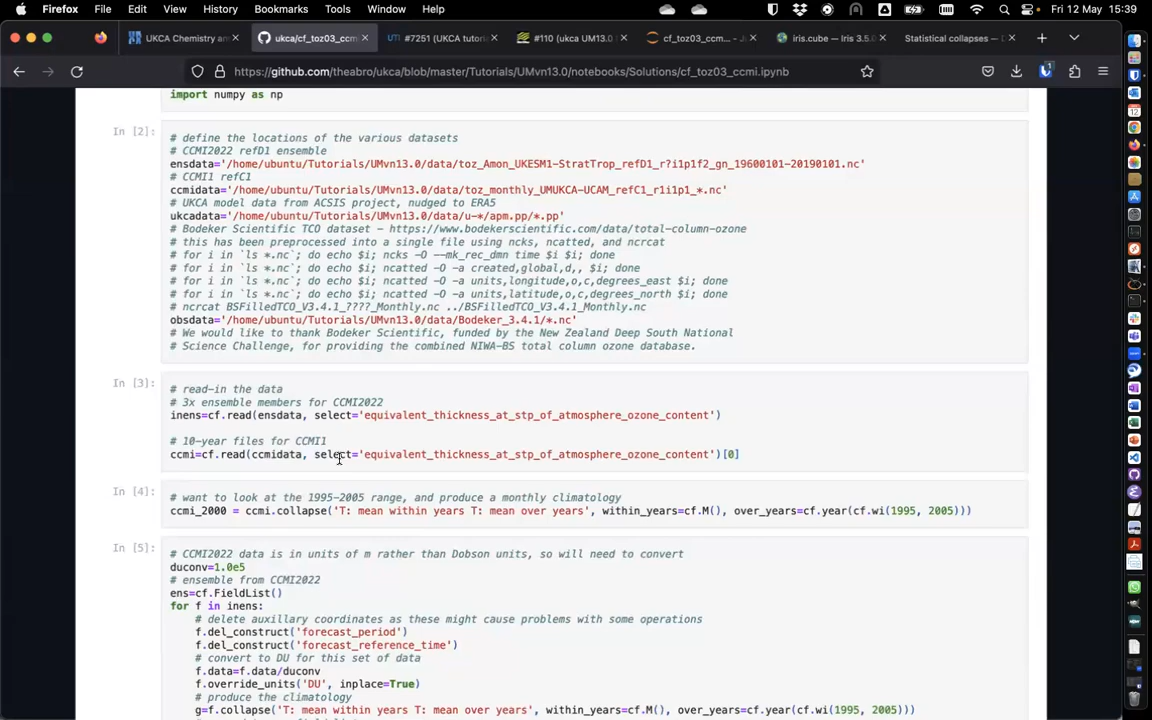 Firefox File Edit View History Bookmarks Tools Window Help Fri 12 May 15:39
UKCA Chemistry an
ukca/cf_toz03_ccm
#7251 (UKCA tutori
#110 (ukca UM13.0
cf_toz03_ccm... - Ju
iris.cube — Iris 3.5.
Statistical collapses —
https://github.com/theabro/ukca/blob/master/Tutorials/UMvn13.0/notebooks/Solutions/cf_toz03_ccmi.ipynb
import numpy as np
In [2]:
# define the locations of the various datasets
# CCMI2022 refD1 ensemble
ensdata='/home/ubuntu/Tutorials/UMvn13.0/data/toz_Amon_UKESM1-StratTrop_refD1_r?i1p1f2_gn_19600101-20190101.nc'
# CCMI1 refC1
ccmidata='/home/ubuntu/Tutorials/UMvn13.0/data/toz_monthly_UMUKCA-UCAM_refC1_r1i1p1_*.nc'
# UKCA model data from ACSIS project, nudged to ERA5
ukcadata='/home/ubuntu/Tutorials/UMvn13.0/data/u-*/apm.pp/*.pp'
# Bodeker Scientific TCO dataset - https://www.bodekerscientific.com/data/total-column-ozone
# this has been preprocessed into a single file using ncks, ncatted, and ncrcat
# for i in `ls *.nc`; do echo $i; ncks -O --mk_rec_dmn time $i $i; done
# for i in `ls *.nc`; do echo $i; ncatted -O -a created,global,d,, $i; done
# for i in `ls *.nc`; do echo $i; ncatted -O -a units,longitude,o,c,degrees_east $i; done
# for i in `ls *.nc`; do echo $i; ncatted -O -a units,latitude,o,c,degrees_north $i; done
# ncrcat BSFilledTCO_V3.4.1_????_Monthly.nc ../BSFilledTCO_V3.4.1_Monthly.nc
obsdata='/home/ubuntu/Tutorials/UMvn13.0/data/Bodeker_3.4.1/*.nc'
# We would like to thank Bodeker Scientific, funded by the New Zealand Deep South National
# Science Challenge, for providing the combined NIWA-BS total column ozone database.
In [3]:
# read-in the data
# 3x ensemble members for CCMI2022
inens=cf.read(ensdata, select='equivalent_thickness_at_stp_of_atmosphere_ozone_content')
# 10-year files for CCMI1
ccmi=cf.read(ccmidata, select='equivalent_thickness_at_stp_of_atmosphere_ozone_content')[0]
In [4]:
# want to look at the 1995-2005 range, and produce a monthly climatology
ccmi_2000 = ccmi.collapse('T: mean within years T: mean over years', within_years=cf.M(), over_years=cf.year(cf.wi(1995, 2005)))
In [5]:
# CCMI2022 data is in units of m rather than Dobson units, so will need to convert
duconv=1.0e5
# ensemble from CCMI2022
ens=cf.FieldList()
for f in inens:
# delete auxillary coordinates as these might cause problems with some operations
f.del_construct('forecast_period')
f.del_construct('forecast_reference_time')
# convert to DU for this set of data
f.data=f.data/duconv
f.override_units('DU', inplace=True)
# produce the climatology
g=f.collapse('T: mean within years T: mean over years', within_years=cf.M(), over_years=cf.year(cf.wi(1995, 2005)))